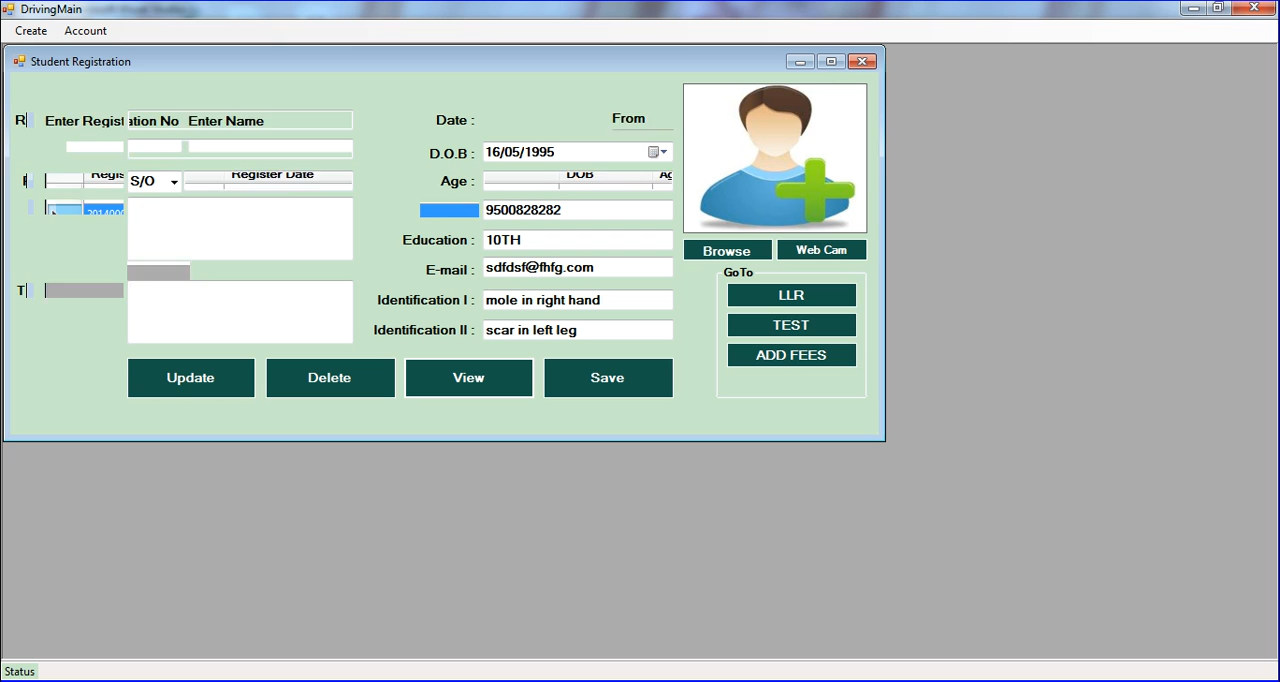 DrivingMain
Create Account
Student Registration
Enter Regist ation No Enter Name
Date : From
D.O.B : 16/05/1995
S/O Register Date
Age : DOB
9500828282
Education : 10TH
E-mail : sdfdsf@fhfg.com
Identification I : mole in right hand
Identification II : scar in left leg
Browse Web Cam
GoTo
LLR
TEST
ADD FEES
Update Delete View Save
Status